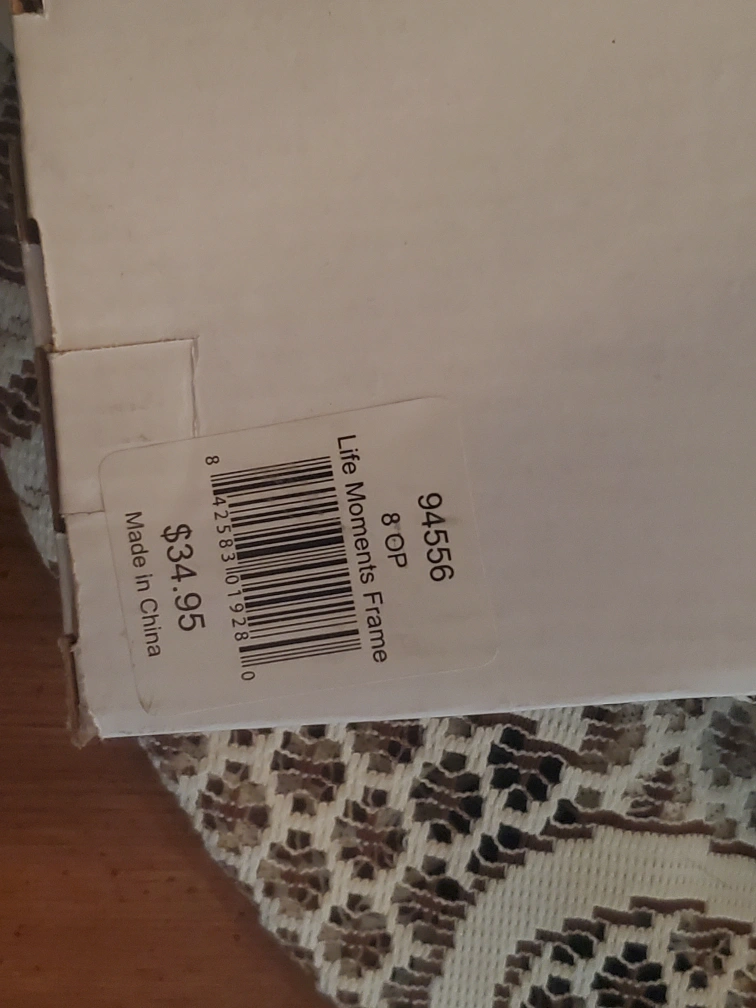 94556
8 OP
Life Moments Frame
8 42583 01928 0
$34.95
Made in China